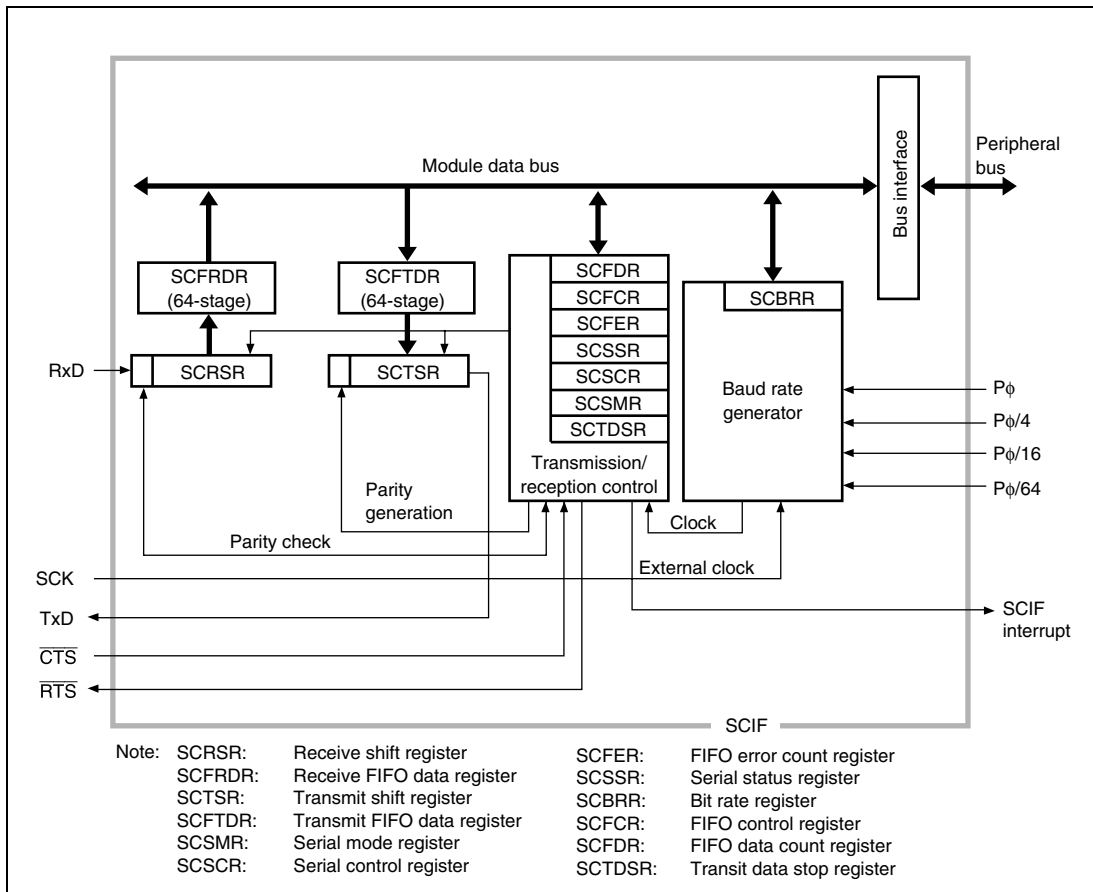 Module data bus
Bus interface
Peripheral
bus
SCFRDR
(64-stage)
SCFTDR
(64-stage)
SCFDR
SCFCR
SCFER
SCSSR
SCSCR
SCSMR
SCTDSR
Transmission/
reception control
SCBRR
Baud rate
generator
RxD
SCRSR
SCTSR
Pϕ
Pϕ/4
Pϕ/16
Pϕ/64
Parity
generation
Parity check
Clock
External clock
SCK
TxD
CTS
RTS
SCIF
interrupt
SCIF
Note: SCRSR: Receive shift register
SCFRDR: Receive FIFO data register
SCTSR: Transmit shift register
SCFTDR: Transmit FIFO data register
SCSMR: Serial mode register
SCSCR: Serial control register
SCFER: FIFO error count register
SCSSR: Serial status register
SCBRR: Bit rate register
SCFCR: FIFO control register
SCFDR: FIFO data count register
SCTDSR: Transit data stop register